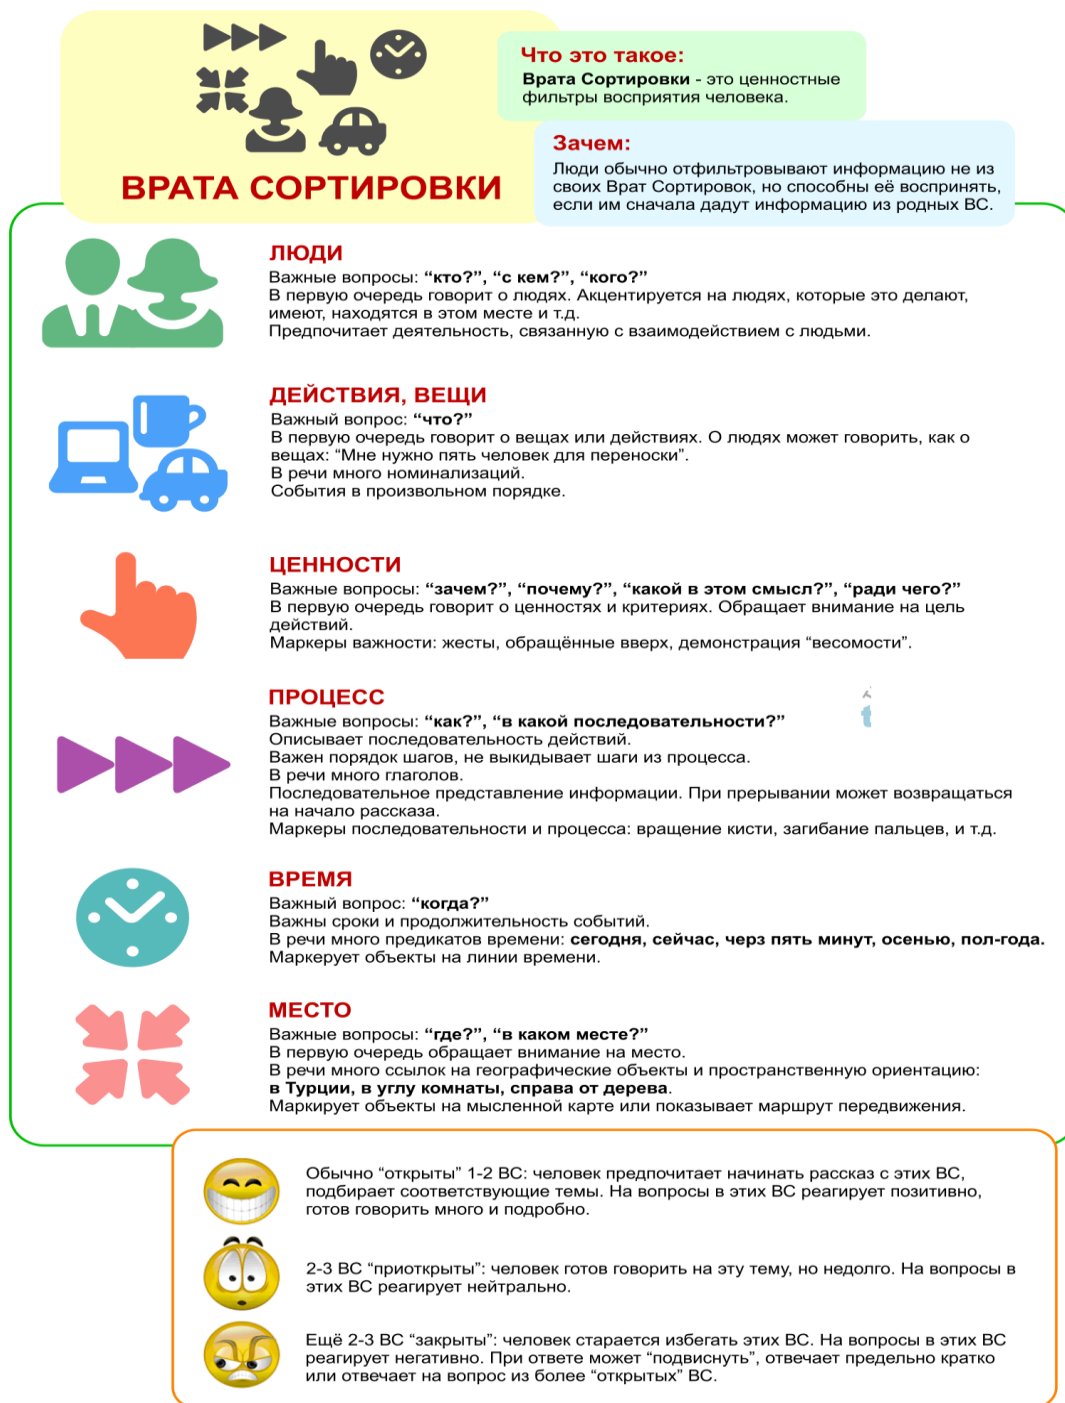 ВРАТА СОРТИРОВКИ
Что это такое:
Врата Сортировки - это ценностные
фильтры восприятия человека.
Зачем:
Люди обычно отфильтровывают информацию не из
своих Врат Сортировок, но способны её воспринять,
если им сначала дадут информацию из родных ВС.
ЛЮДИ
Важные вопросы: “кто?”, “с кем?”, “кого?”
В первую очередь говорит о людях. Акцентируется на людях, которые это делают,
имеют, находятся в этом месте и т.д.
Предпочитает деятельность, связанную с взаимодействием с людьми.
ДЕЙСТВИЯ, ВЕЩИ
Важный вопрос: “что?”
В первую очередь говорит о вещах или действиях. О людях может говорить, как о
вещах: “Мне нужно пять человек для переноски”.
В речи много номинализаций.
События в произвольном порядке.
ЦЕННОСТИ
Важные вопросы: “зачем?”, “почему?”, “какой в этом смысл?”, “ради чего?”
В первую очередь говорит о ценностях и критериях. Обращает внимание на цель
действий.
Маркеры важности: жесты, обращённые вверх, демонстрация “весомости”.
ПРОЦЕСС
Важные вопросы: “как?”, “в какой последовательности?”
Описывает последовательность действий.
Важен порядок шагов, не выкидывает шаги из процесса.
В речи много глаголов.
Последовательное представление информации. При прерывании может возвращаться
на начало рассказа.
Маркеры последовательности и процесса: вращение кисти, загибание пальцев, и т.д.
ВРЕМЯ
Важный вопрос: “когда?”
Важны сроки и продолжительность событий.
В речи много предикатов времени: сегодня, сейчас, черз пять минут, осенью, пол-года.
Маркерует объекты на линии времени.
МЕСТО
Важные вопросы: “где?”, “в каком месте?”
В первую очередь обращает внимание на место.
В речи много ссылок на географические объекты и пространственную ориентацию:
в Турции, в углу комнаты, справа от дерева.
Маркирует объекты на мысленной карте или показывает маршрут передвижения.
Обычно “открыты” 1-2 ВС: человек предпочитает начинать рассказ с этих ВС,
подбирает соответствующие темы. На вопросы в этих ВС реагирует позитивно,
готов говорить много и подробно.
2-3 ВС “приоткрыты”: человек готов говорить на эту тему, но недолго. На вопросы в
этих ВС реагирует нейтрально.
Ещё 2-3 ВС “закрыты”: человек старается избегать этих ВС. На вопросы в этих ВС
реагирует негативно. При ответе может “подвиснуть”, отвечает предельно кратко
или отвечает на вопрос из более “открытых” ВС.